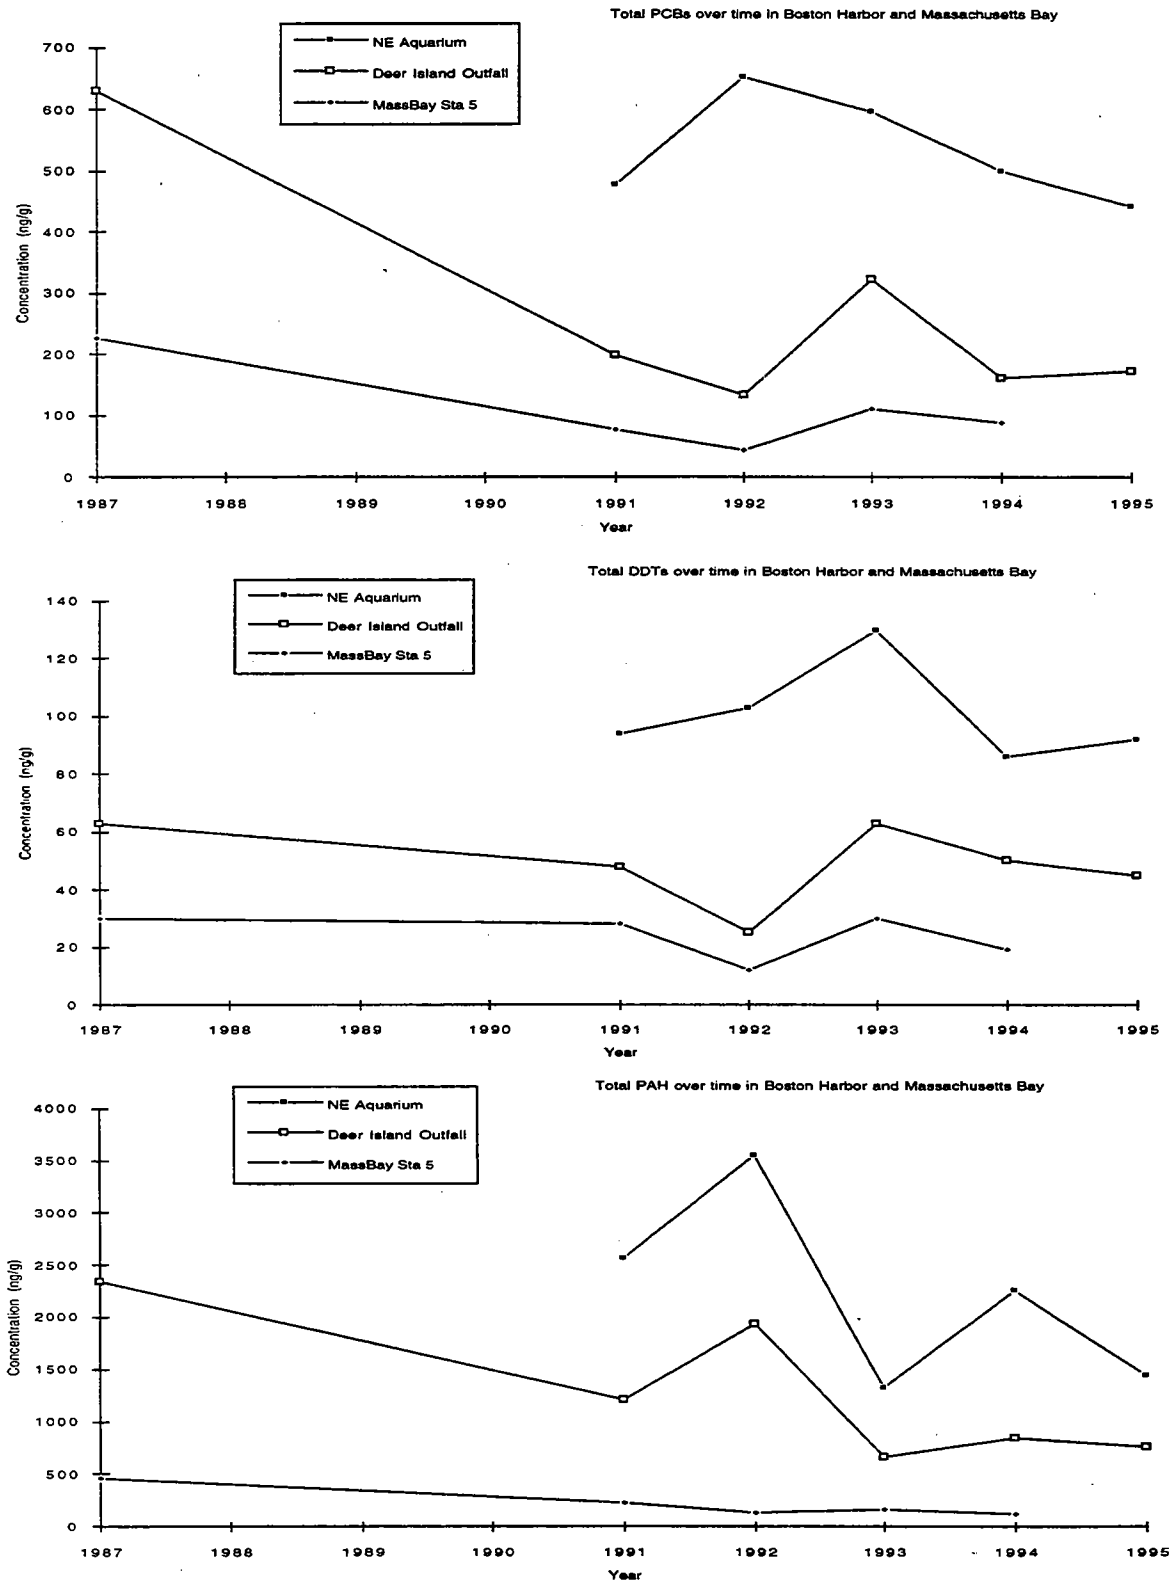 Total PCBs over time in Boston Harbor and Massachusetts Bay
NE Aquarium
Deer Island Outfall
MassBay Sta 5
700
600
500
400
300
200
100
0
Concentration (ng/g)
1987 1988 1989 1990 1991 1992 1993 1994 1995
Year
Total DDTs over time in Boston Harbor and Massachusetts Bay
NE Aquarium
Deer Island Outfall
MassBay Sta 5
140
120
100
80
60
40
20
0
Concentration (ng/g)
1987 1988 1989 1990 1991 1992 1993 1994 1995
Year
Total PAH over time in Boston Harbor and Massachusetts Bay
NE Aquarium
Deer Island Outfall
MassBay Sta 5
4000
3500
3000
2500
2000
1500
1000
500
0
Concentration (ng/g)
1987 1988 1989 1990 1991 1992 1993 1994 1995
Year